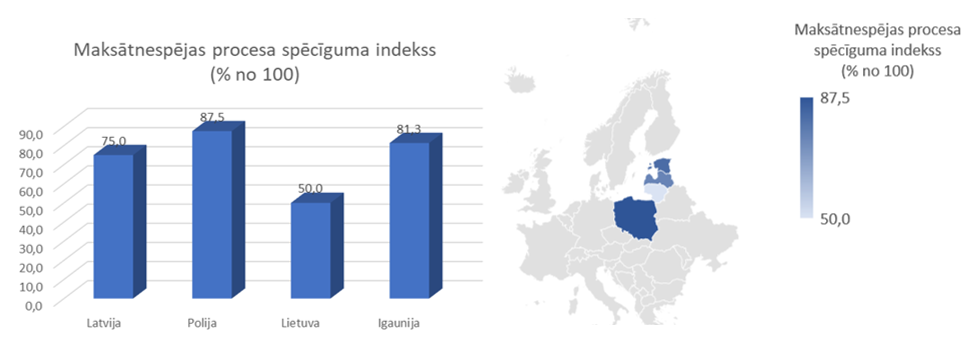 Maksātnespējas procesa spēcīguma indekss
(% no 100)
90,0
80,0
70,0
60,0
50,0
40,0
30,0
20,0
10,0
0,0
75,0
87,5
50,0
81,3
Latvija
Polija
Lietuva
Igaunija
Maksātnespējas procesa
spēcīguma indekss
(% no 100)
87,5
50,0